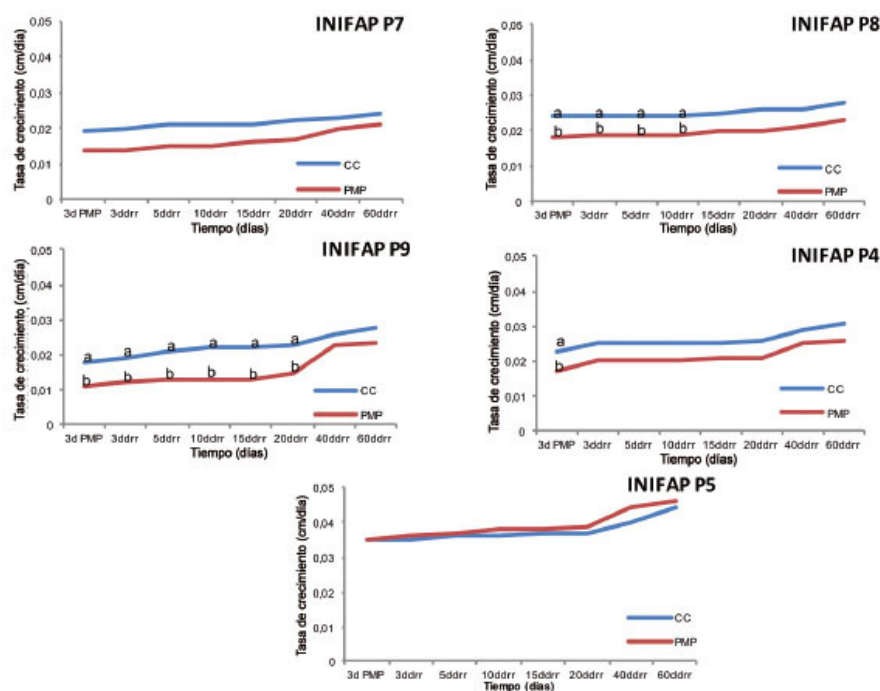 INIFAP P7
Tasa de crecimiento (cm/día)
0,05
0,04
0,03
0,02
0,01
0
CC
PMP
3d PMP 3ddrr 5ddrr 10ddrr 15ddrr 20ddrr 40ddrr 60ddrr
Tiempo (días)
INIFAP P8
Tasa de crecimiento (cm/día)
0,05
0,04
0,03
0,02
0,01
0
a a a a
b b b b
CC
PMP
3d PMP 3ddrr 5ddrr 10ddrr 15ddrr 20ddrr 40ddrr 60ddrr
Tiempo (días)
INIFAP P9
Tasa de crecimiento (cm/día)
0,05
0,04
0,03
0,02
0,01
0
a a a a a a
b b b b b b
CC
PMP
3d PMP 3ddrr 5ddrr 10ddrr 15ddrr 20ddrr 40ddrr 60ddrr
Tiempo (días)
INIFAP P4
Tasa de crecimiento (cm/día)
0,05
0,04
0,03
0,02
0,01
0
a
b
CC
PMP
3d PMP 3ddrr 5ddrr 10ddrr 15ddrr 20ddrr 40ddrr 60ddrr
Tiempo (días)
INIFAP P5
Tasa de crecimiento (cm/día)
0,05
0,04
0,03
0,02
0,01
0
CC
PMP
3d PMP 3ddrr 5ddrr 10ddrr 15ddrr 20ddrr 40ddrr 60ddrr
Tiempo (días)